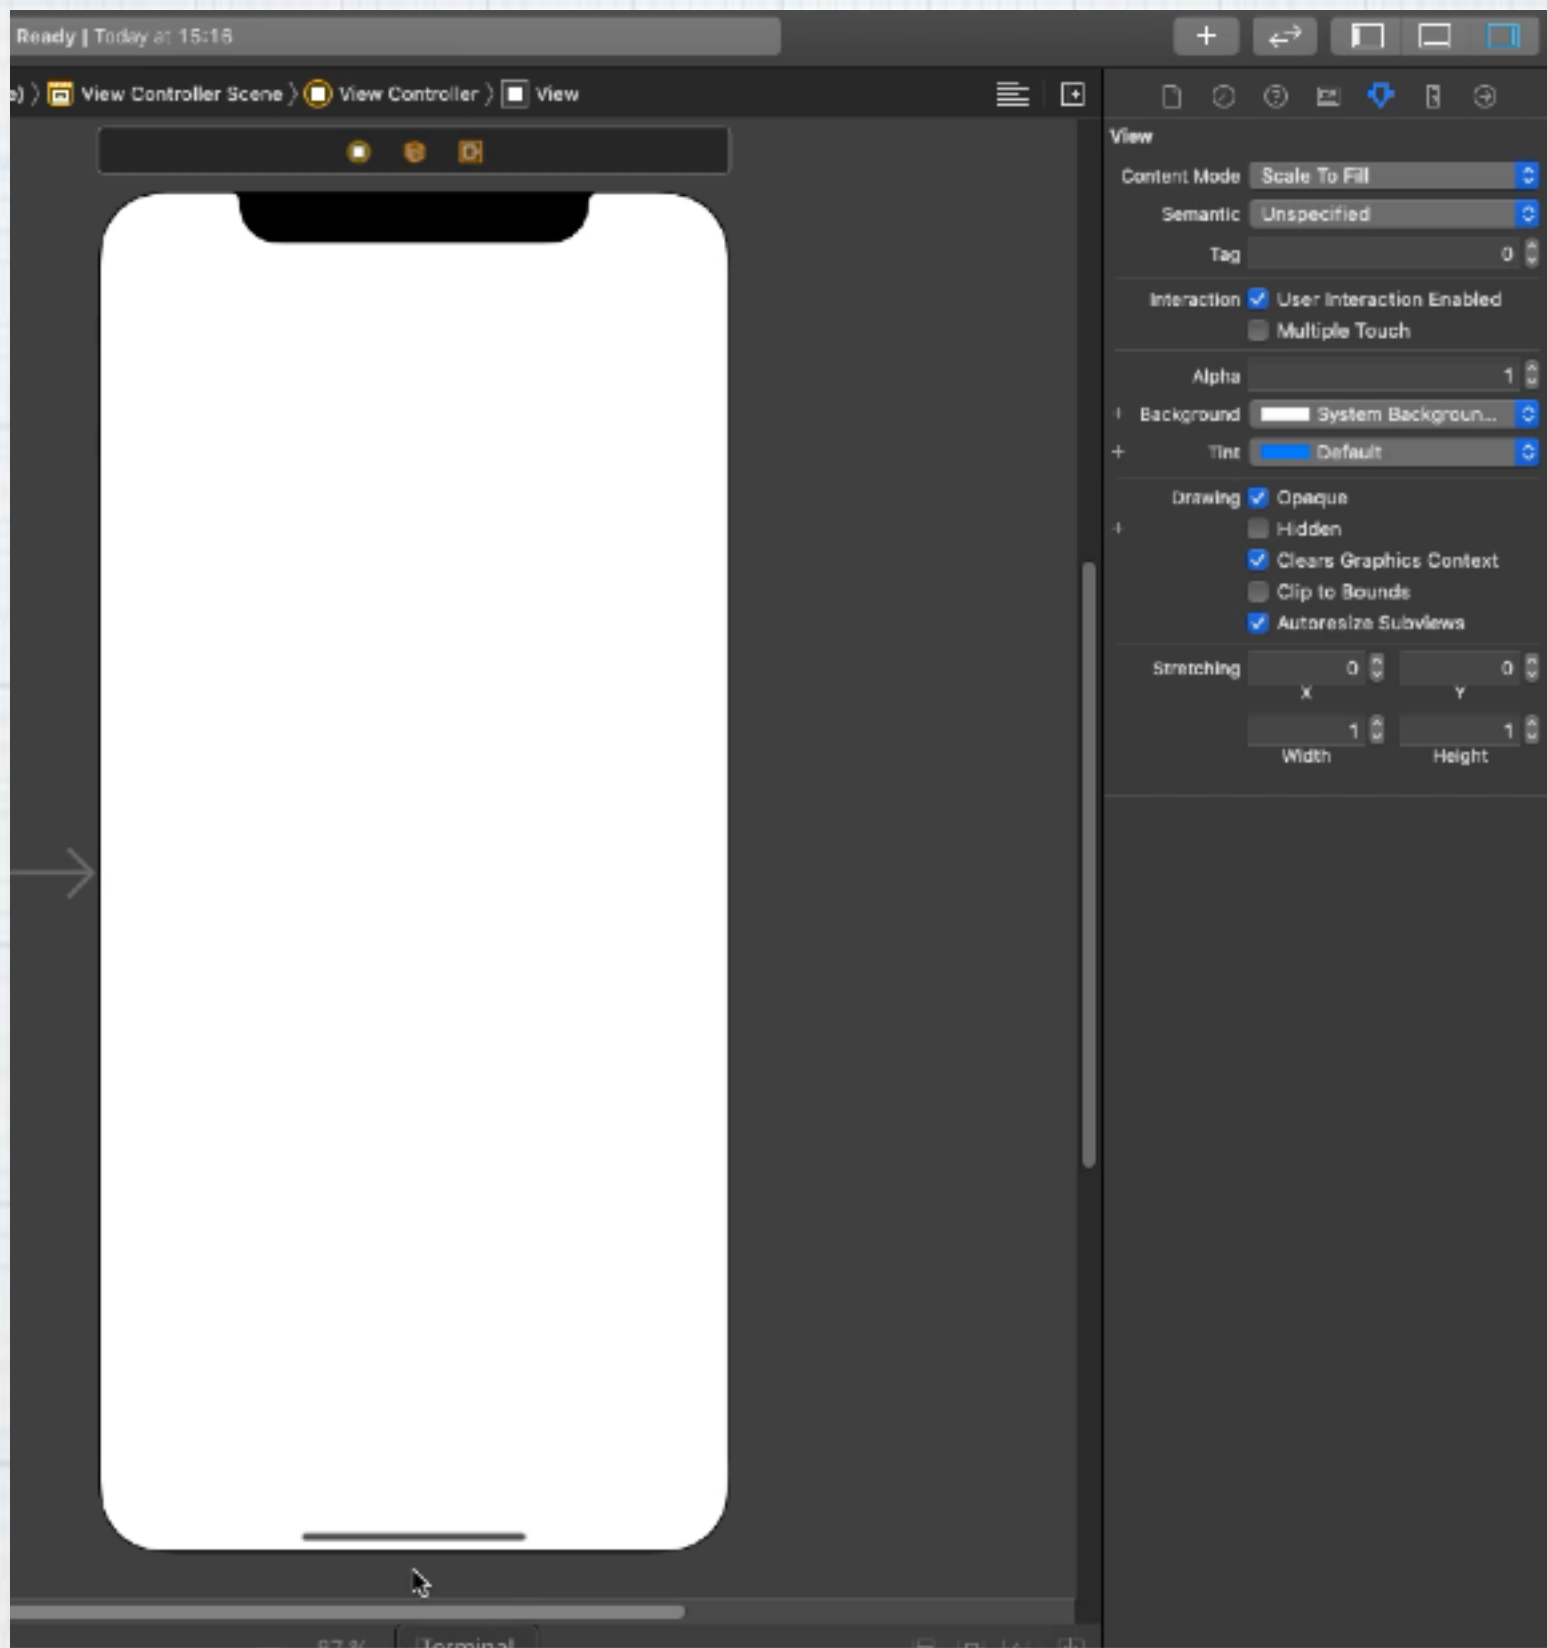 Ready | Today at 15:16
e) 〉 View Controller Scene 〉 View Controller 〉 View
View
Content Mode Scale To Fill
Semantic Unspecified
Tag 0
Interaction User Interaction Enabled
Multiple Touch
Alpha 1
+ Background System Backgroun...
+ Tint Default
Drawing Opaque
+ Hidden
Clears Graphics Context
Clip to Bounds
Autoresize Subviews
Stretching 0 0
X Y
1 1
Width Height
87 % Terminal